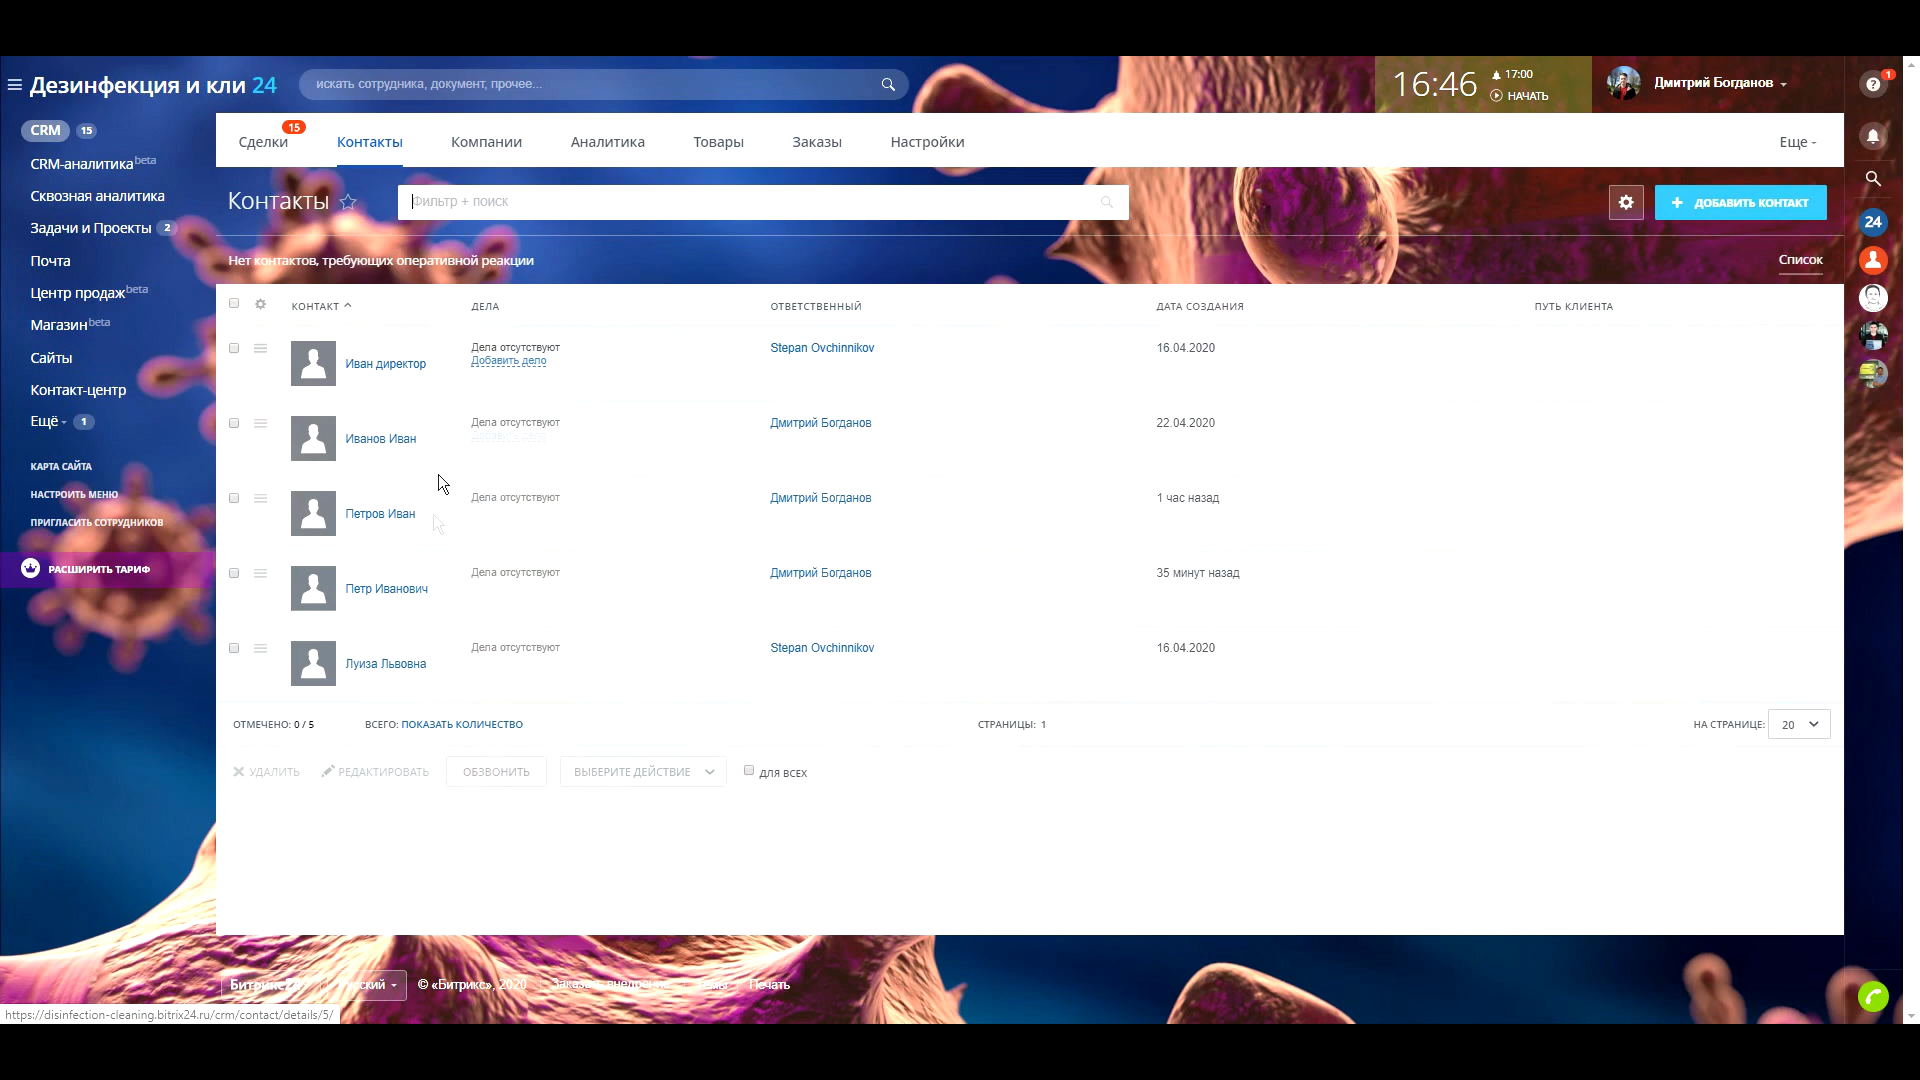 Дезинфекция и кли 24
искать сотрудника, документ, прочее...
16:46
17:00
НАЧАТЬ
Дмитрий Богданов
1
CRM 15
CRM-аналитика beta
Сквозная аналитика
Задачи и Проекты 2
Почта
Центр продаж beta
Магазин beta
Сайты
Контакт-центр
Ещё 1
КАРТА САЙТА
НАСТРОИТЬ МЕНЮ
ПРИГЛАСИТЬ СОТРУДНИКОВ
РАСШИРИТЬ ТАРИФ
Сделки 15 Контакты Компании Аналитика Товары Заказы Настройки Еще
Контакты
Фильтр + поиск
ДОБАВИТЬ КОНТАКТ
24
Нет контактов, требующих оперативной реакции
Список
КОНТАКТ ДЕЛА ОТВЕТСТВЕННЫЙ ДАТА СОЗДАНИЯ ПУТЬ КЛИЕНТА
Иван директор Дела отсутствуют Stepan Ovchinnikov 16.04.2020
Добавить дело
Иванов Иван Дела отсутствуют Дмитрий Богданов 22.04.2020
Добавить дело
Петров Иван Дела отсутствуют Дмитрий Богданов 1 час назад
Петр Иванович Дела отсутствуют Дмитрий Богданов 35 минут назад
Луиза Львовна Дела отсутствуют Stepan Ovchinnikov 16.04.2020
ОТМЕЧЕНО: 0 / 5 ВСЕГО: ПОКАЗАТЬ КОЛИЧЕСТВО СТРАНИЦЫ: 1 НА СТРАНИЦЕ: 20
УДАЛИТЬ РЕДАКТИРОВАТЬ ОБЗВОНИТЬ ВЫБЕРИТЕ ДЕЙСТВИЕ ДЛЯ ВСЕХ
© «Битрикс», 2020 Заказать внедрение Темы Печать
https://disinfection-cleaning.bitrix24.ru/crm/contact/details/5/